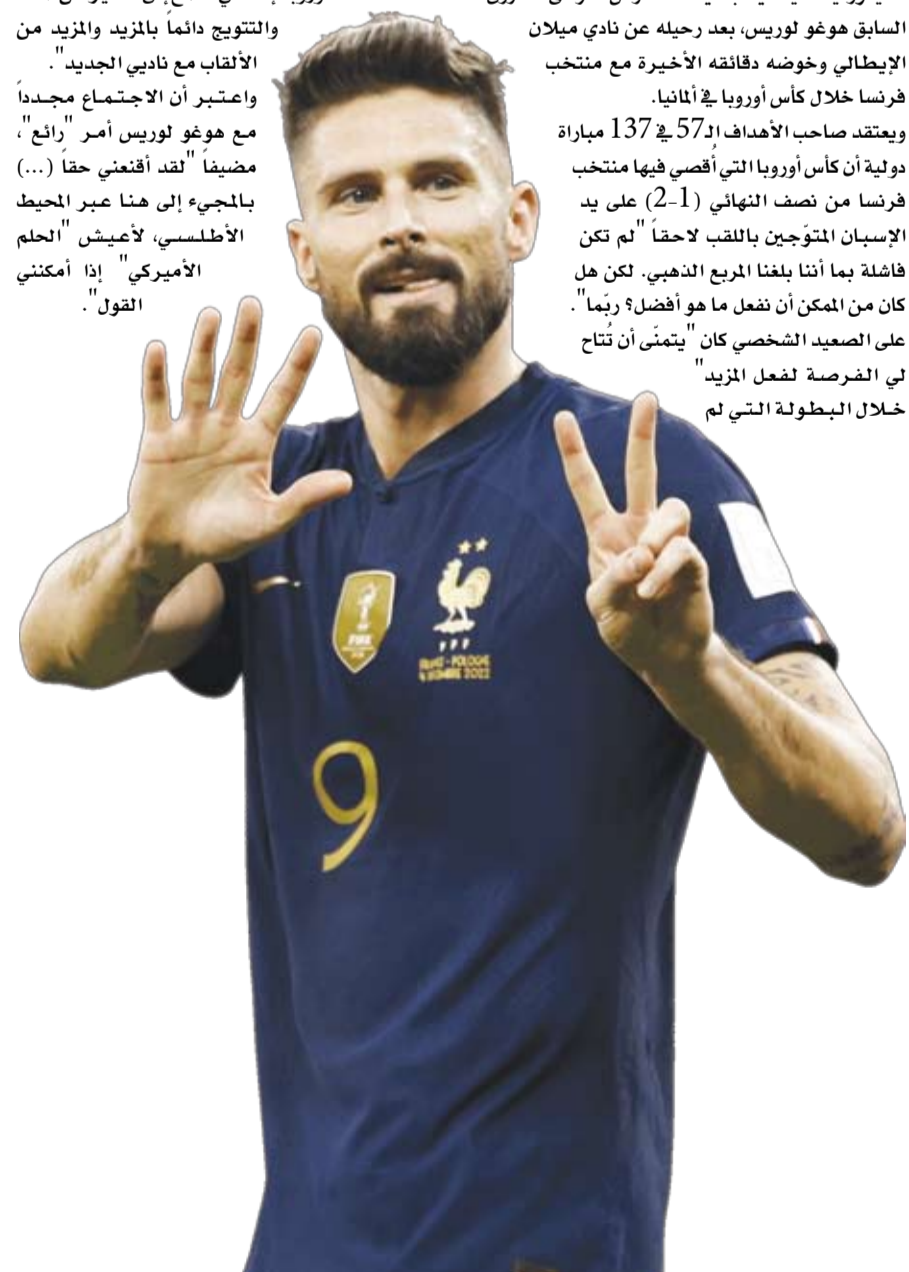 السابق هوغو لوريس، بعد رحيله عن نادي ميلان
الإيطالي وخوضه دقائقه الأخيرة مع منتخب
فرنسا خلال كأس أوروبا في ألمانيا.
ويعتقد صاحب الأهداف الـ57 في 137 مباراة
دولية أن كأس أوروبا التي أُقصي فيها منتخب
فرنسا من نصف النهائي (1-2) على يد
الإسبان المتوّجين باللقب لاحقاً "لم تكن
فاشلة بما أننا بلغنا المربع الذهبي. لكن هل
كان من الممكن أن نفعل ما هو أفضل؟ ربّما".
على الصعيد الشخصي كان "يتمنّى أن تُتاح
لي الفرصة لفعل المزيد"
خلال البطولة التي لم
والتتويج دائماً بالمزيد والمزيد من
الألقاب مع ناديي الجديد".
واعتبر أن الاجتماع مجدداً
مع هوغو لوريس أمر "رائع"،
مضيفاً "لقد أقنعني حقاً (...)
بالمجيء إلى هنا عبر المحيط
الأطلسي، لأعيش "الحلم
الأميركي" إذا أمكنني
القول".
FIFA
FRANCE - POLOGNE
4 DECEMBRE 2022
9